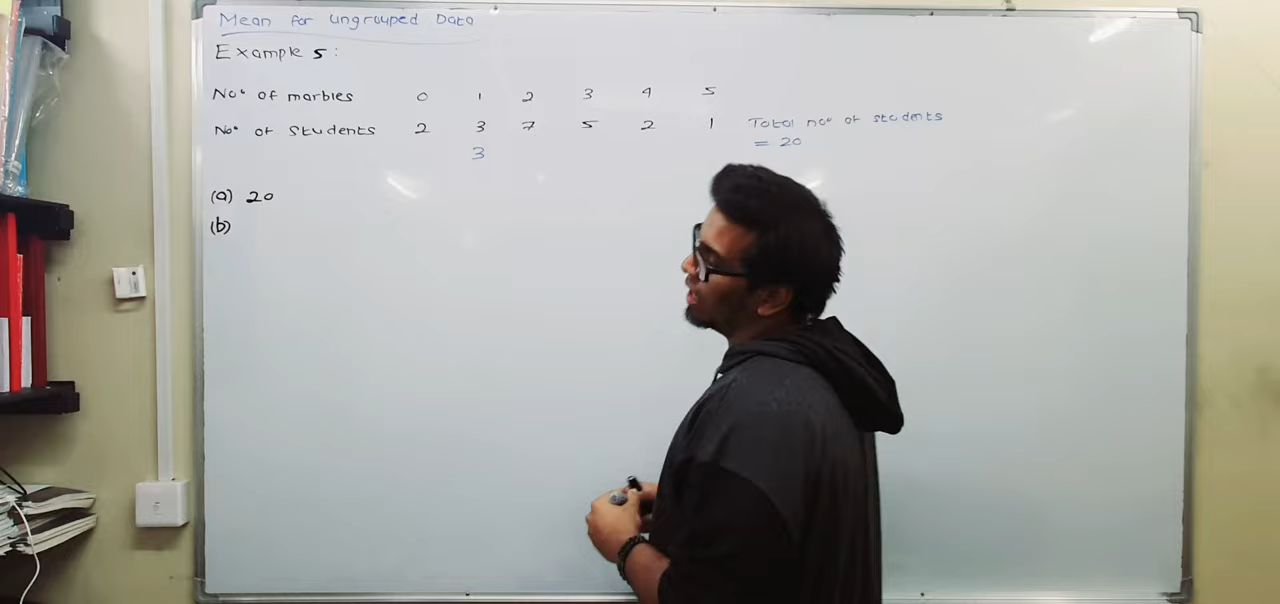 Mean for ungrouped Data
Example 5:
No. of marbles 0 1 2 3 4 5
No. of Students 2 3 7 5 2 1 Total no. of students
3 = 20
(a) 20
(b)